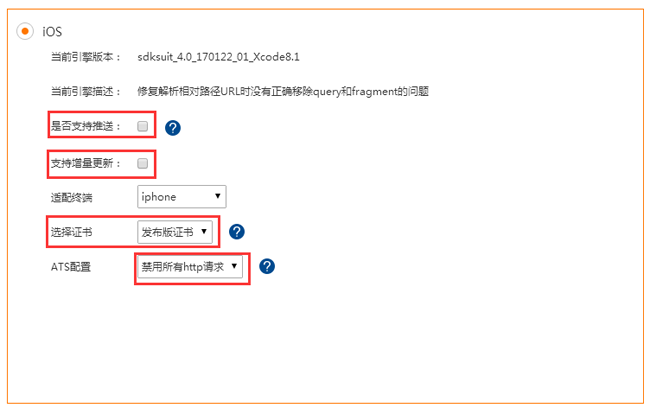 iOS
当前引擎版本： sdksuit_4.0_170122_01_Xcode8.1
当前引擎描述： 修复解析相对路径URL时没有正确移除query和fragment的问题
是否支持推送： ?
支持增量更新：
适配终端 iphone
选择证书 发布版证书 ?
ATS配置 禁用所有http请求 ?